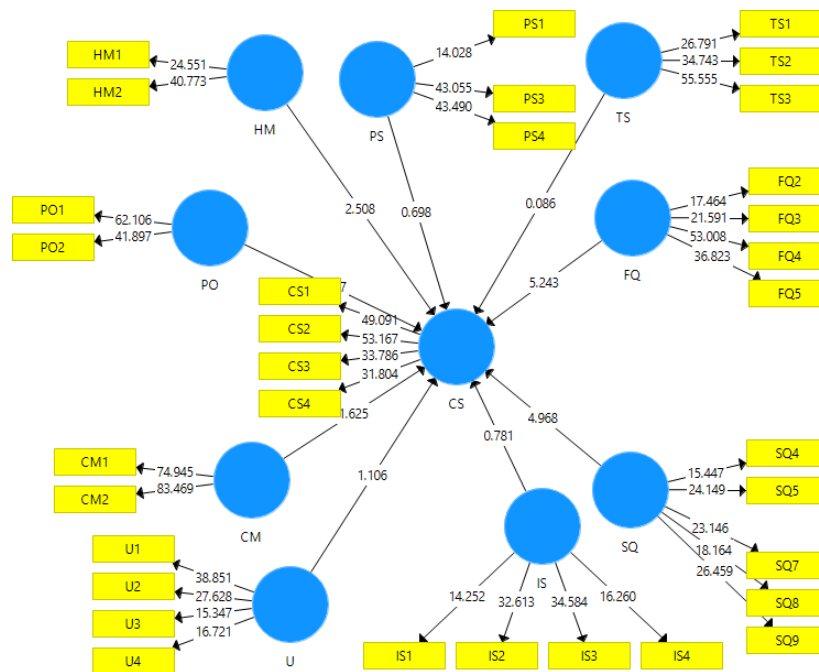 PS1
TS1
HM1
24.551
14.028
26.791
TS2
34.743
HM2
40.773
43.055
PS3
55.555
TS3
43.490
PS4
HM
PS
TS
FQ2
17.464
PO1
62.106
2.508
0.698
0.086
21.591
FQ3
PO2
41.897
53.008
FQ4
36.823
FQ5
PO
FQ
5.243
CS1
49.091
CS2
53.167
CS3
33.786
31.804
CS4
CS
1.625
4.968
0.781
CM1
74.945
CM2
83.469
1.106
15.447
SQ4
24.149
SQ5
CM
23.146
U1
38.851
SQ
18.164
SQ7
U2
27.628
IS
26.459
U3
15.347
14.252
32.613
34.584
16.260
SQ8
16.721
SQ9
U4
U
IS1
IS2
IS3
IS4